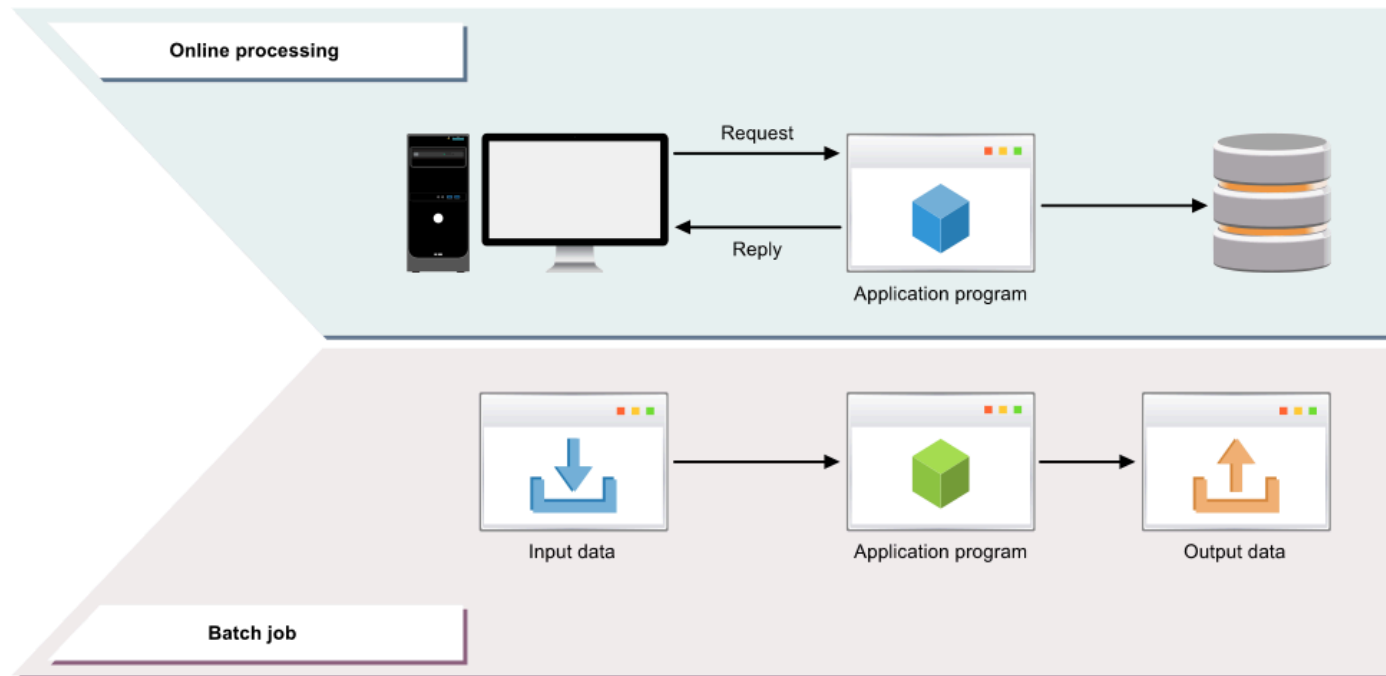 Online processing
Request
Reply
Application program
Input data
Application program
Output data
Batch job